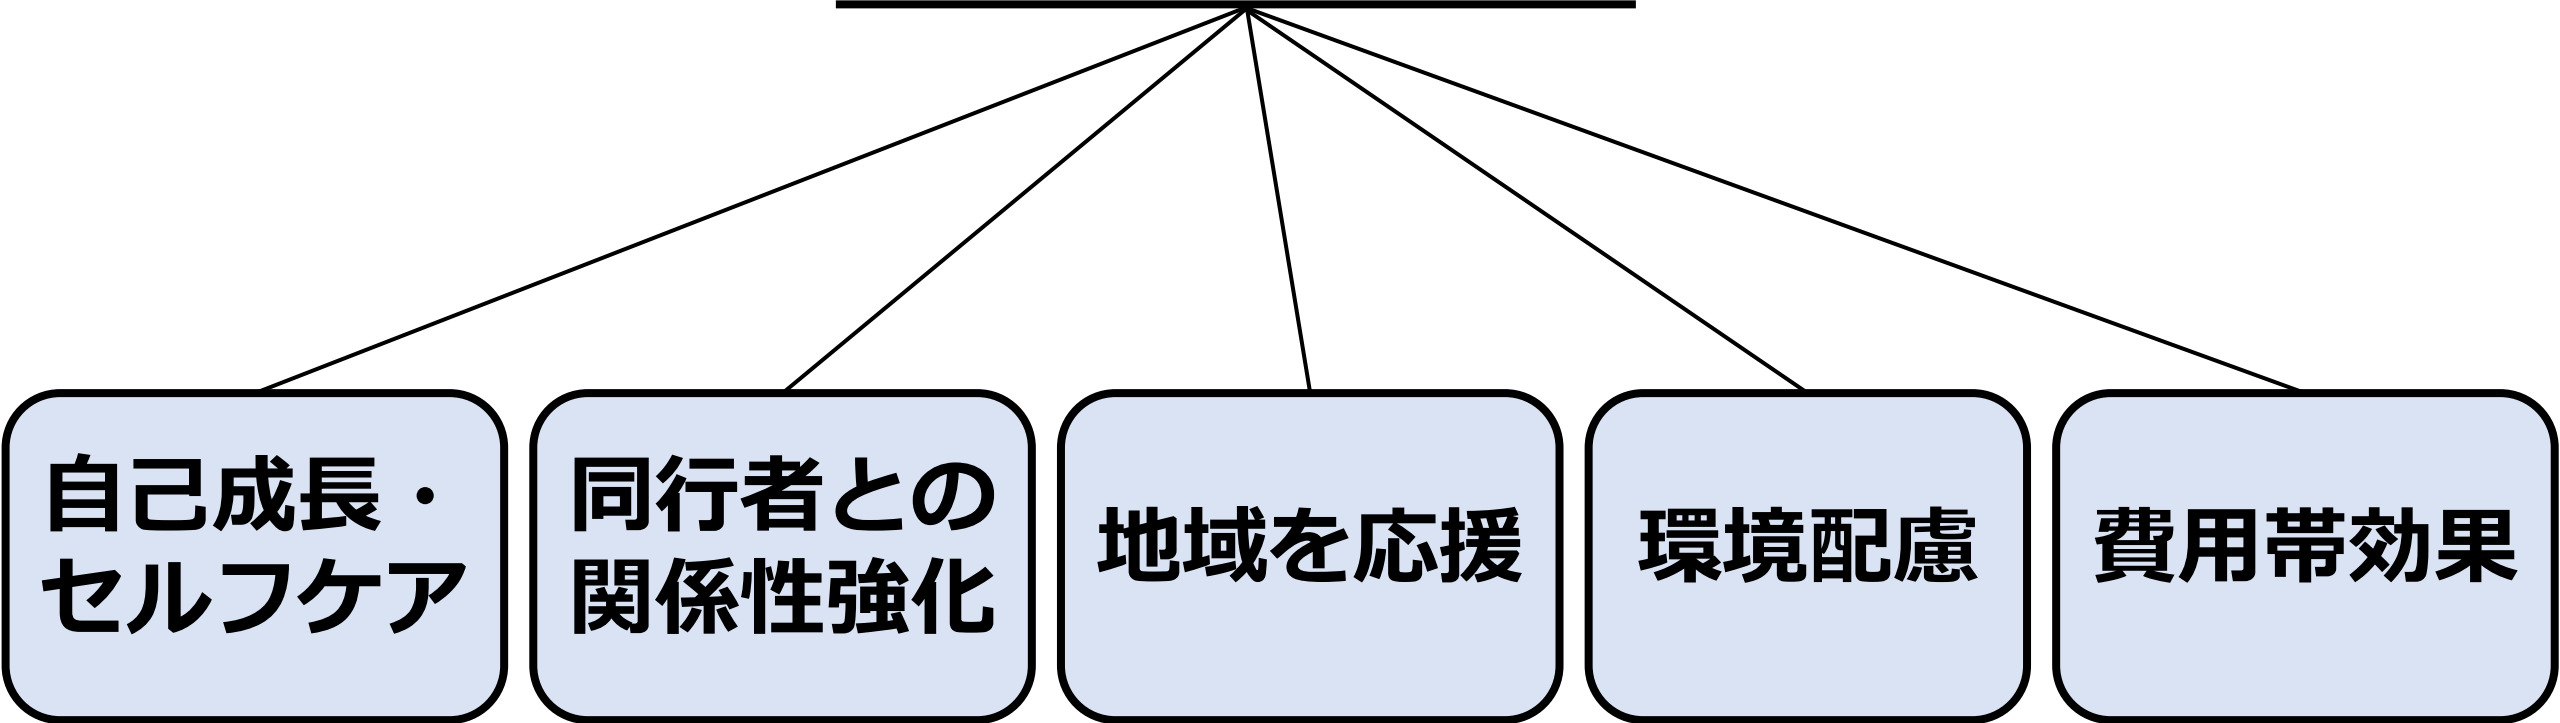 自己成長・
セルフケア
同行者との
関係性強化
地域を応援
環境配慮
費用帯効果